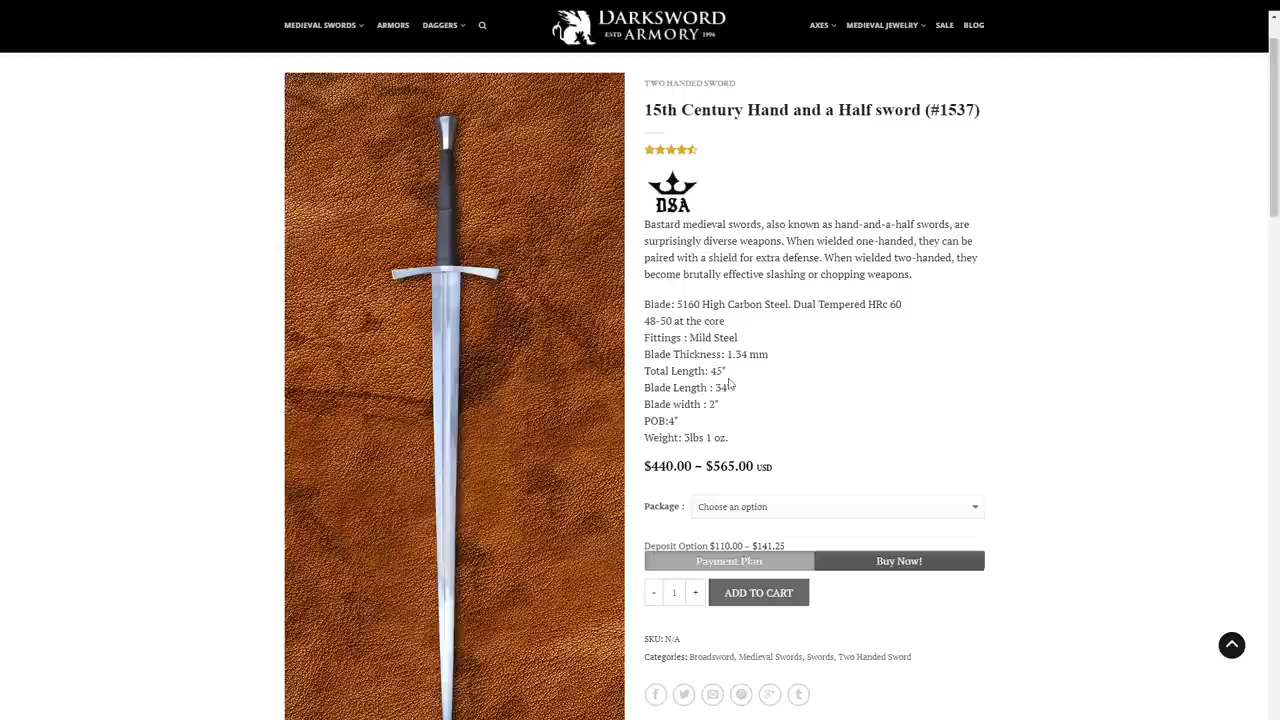 MEDIEVAL SWORDS ARMORS DAGGERS DARKSWORD ARMORY ESTD 1996 AXES MEDIEVAL JEWELRY SALE BLOG
TWO HANDED SWORD
15th Century Hand and a Half sword (#1537)
DSA
Bastard medieval swords, also known as hand-and-a-half swords, are
surprisingly diverse weapons. When wielded one-handed, they can be
paired with a shield for extra defense. When wielded two-handed, they
become brutally effective slashing or chopping weapons.
Blade: 5160 High Carbon Steel. Dual Tempered HRc 60
48-50 at the core
Fittings : Mild Steel
Blade Thickness: 1.34 mm
Total Length: 45″
Blade Length : 34″
Blade width : 2″
POB:4″
Weight: 3lbs 1 oz.
$440.00 – $565.00 USD
Package : Choose an option
Deposit Option $110.00 – $141.25
Payment Plan Buy Now!
- 1 + ADD TO CART
SKU: N/A
Categories: Broadsword, Medieval Swords, Swords, Two Handed Sword